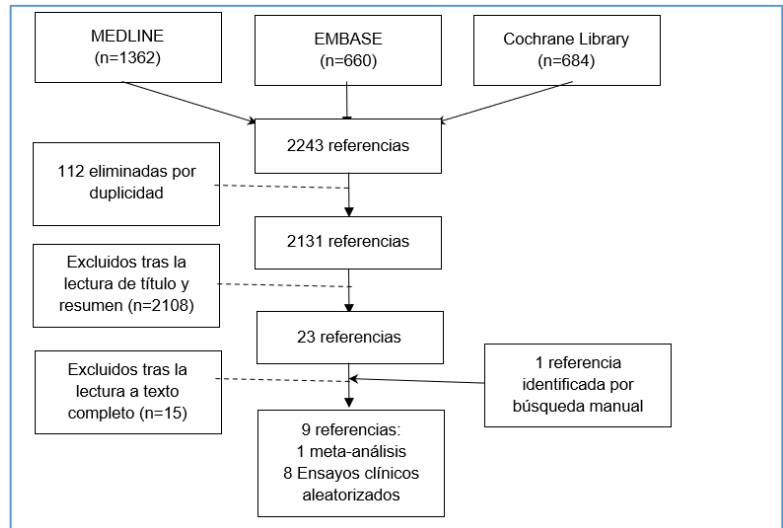 MEDLINE
(n=1362)
EMBASE
(n=660)
Cochrane Library
(n=684)
2243 referencias
112 eliminadas por
duplicidad
2131 referencias
Excluidos tras la
lectura de título y
resumen (n=2108)
23 referencias
Excluidos tras la
lectura a texto
completo (n=15)
1 referencia
identificada por
búsqueda manual
9 referencias:
1 meta-análisis
8 Ensayos clínicos
aleatorizados